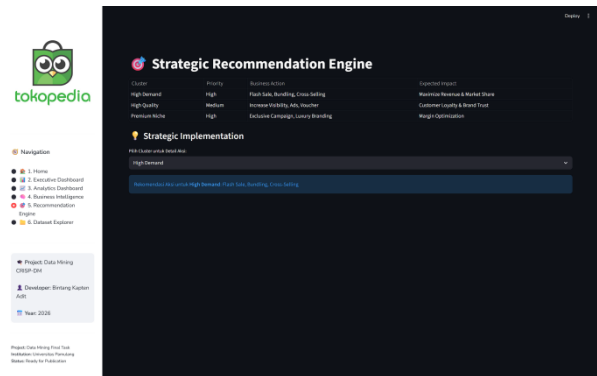 Deploy
tokopedia
Navigation
1. Home
2. Executive Dashboard
3. Analytics Dashboard
4. Business Intelligence
5. Recommendation
Engine
6. Dataset Explorer
Project: Data Mining
CRISP-DM
Developer: Bintang Kapten
Adit
Year: 2026
Project: Data Mining Final Task
Institution: Universitas Pamulang
Status: Ready for Publication
Strategic Recommendation Engine
Cluster Priority Business Action Expected Impact
High Demand High Flash Sale, Bundling, Cross-Selling Maximize Revenue & Market Share
High Quality Medium Increase Visibility, Ads, Voucher Customer Loyalty & Brand Trust
Premium Niche High Exclusive Campaign, Luxury Branding Margin Optimization
Strategic Implementation
Pilih Cluster untuk Detail Aksi:
High Demand
Rekomendasi Aksi untuk High Demand: Flash Sale, Bundling, Cross-Selling